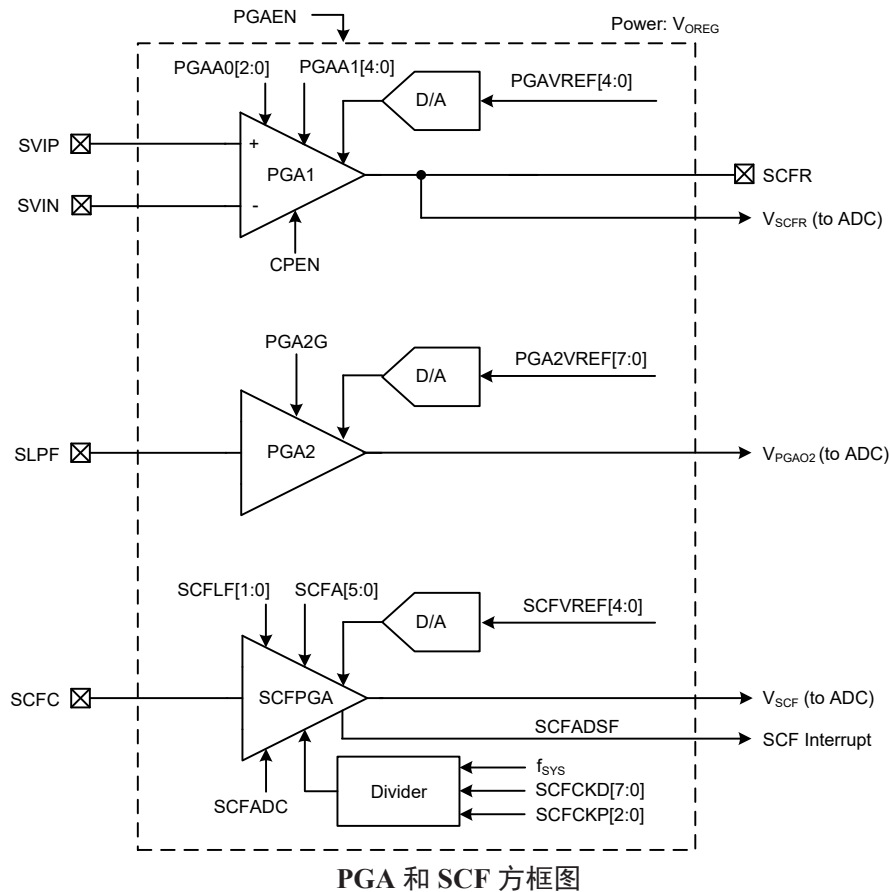 PGAEN
Power: VOREG
PGAA0[2:0]
PGAA1[4:0]
D/A
PGAVREF[4:0]
SVIP
+
PGA1
SCFR
SVIN
-
VSCFR (to ADC)
CPEN
PGA2G
D/A
PGA2VREF[7:0]
SLPF
PGA2
VPGAO2 (to ADC)
SCFLF[1:0]
SCFA[5:0]
D/A
SCFVREF[4:0]
SCFC
SCFPGA
VSCF (to ADC)
SCFADSF
SCF Interrupt
SCFADC
Divider
fSYS
SCFCKD[7:0]
SCFCKP[2:0]
PGA 和 SCF 方框图